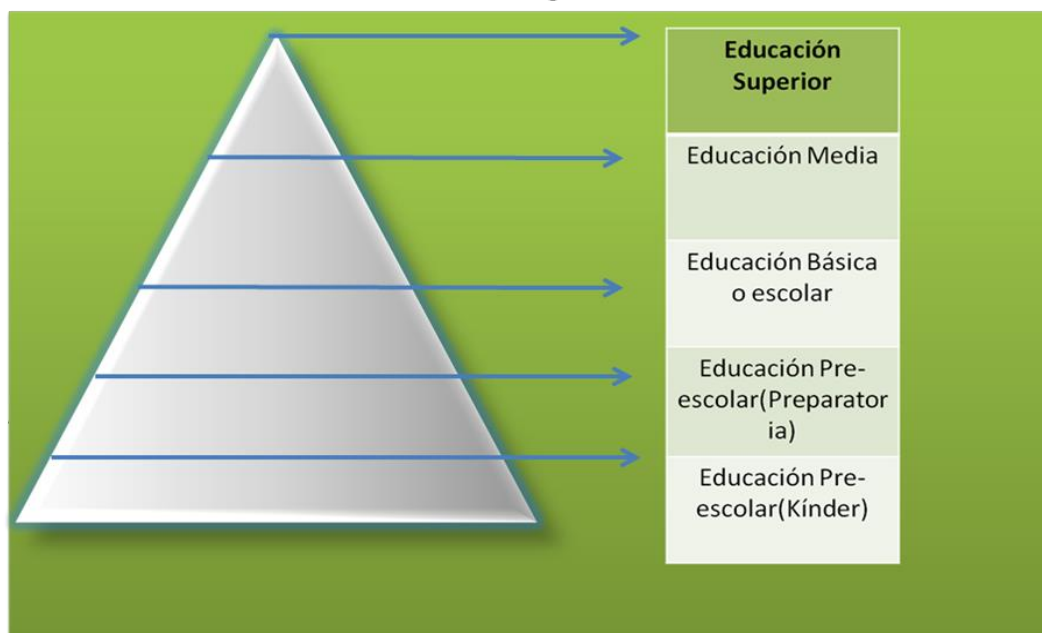 Educación
Superior
Educación Media
Educación Básica
o escolar
Educación Pre-
escolar(Preparator
ia)
Educación Pre-
escolar(Kínder)